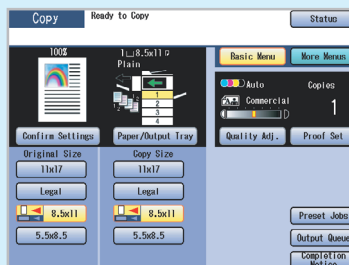 Copy
Ready to Copy
Status
100%
1 8.5x11
Plain
1
2
3
4
Confirm Settings
Paper/Output Tray
Basic Menu
More Menus
Auto
Copies
Commercial
1
Quality Adj.
Proof Set
Original Size
Copy Size
11x17
11x17
Legal
Legal
8.5x11
8.5x11
5.5x8.5
5.5x8.5
Preset Jobs
Output Queue
Completion
Notice